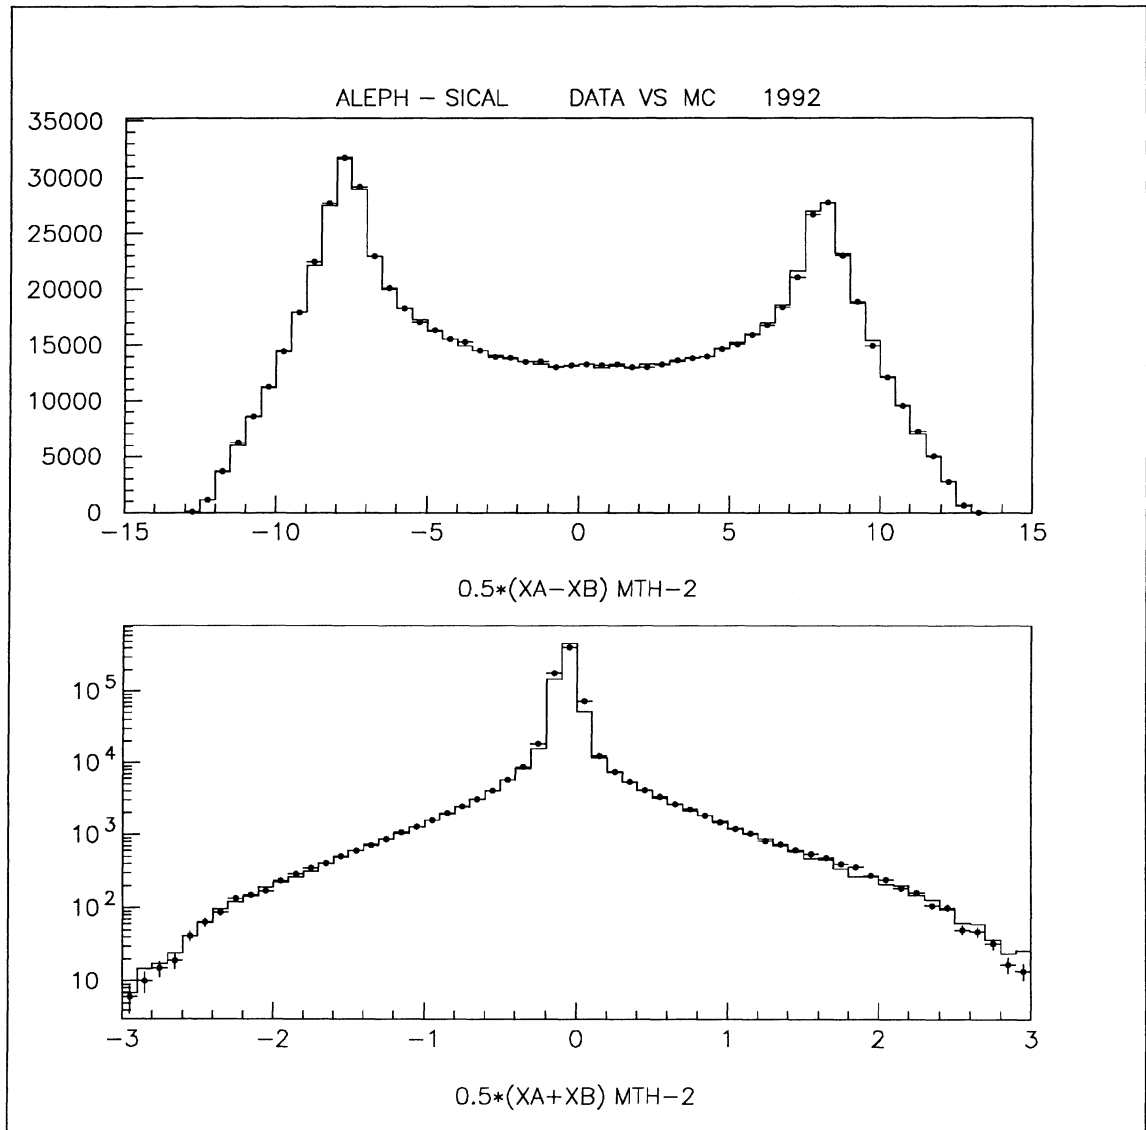 ALEPH – SICAL DATA VS MC 1992
35000
30000
25000
20000
15000
10000
5000
0
−15 −10 −5 0 5 10 15
0.5*(XA−XB) MTH−2
10^5
10^4
10^3
10^2
10
−3 −2 −1 0 1 2 3
0.5*(XA+XB) MTH−2